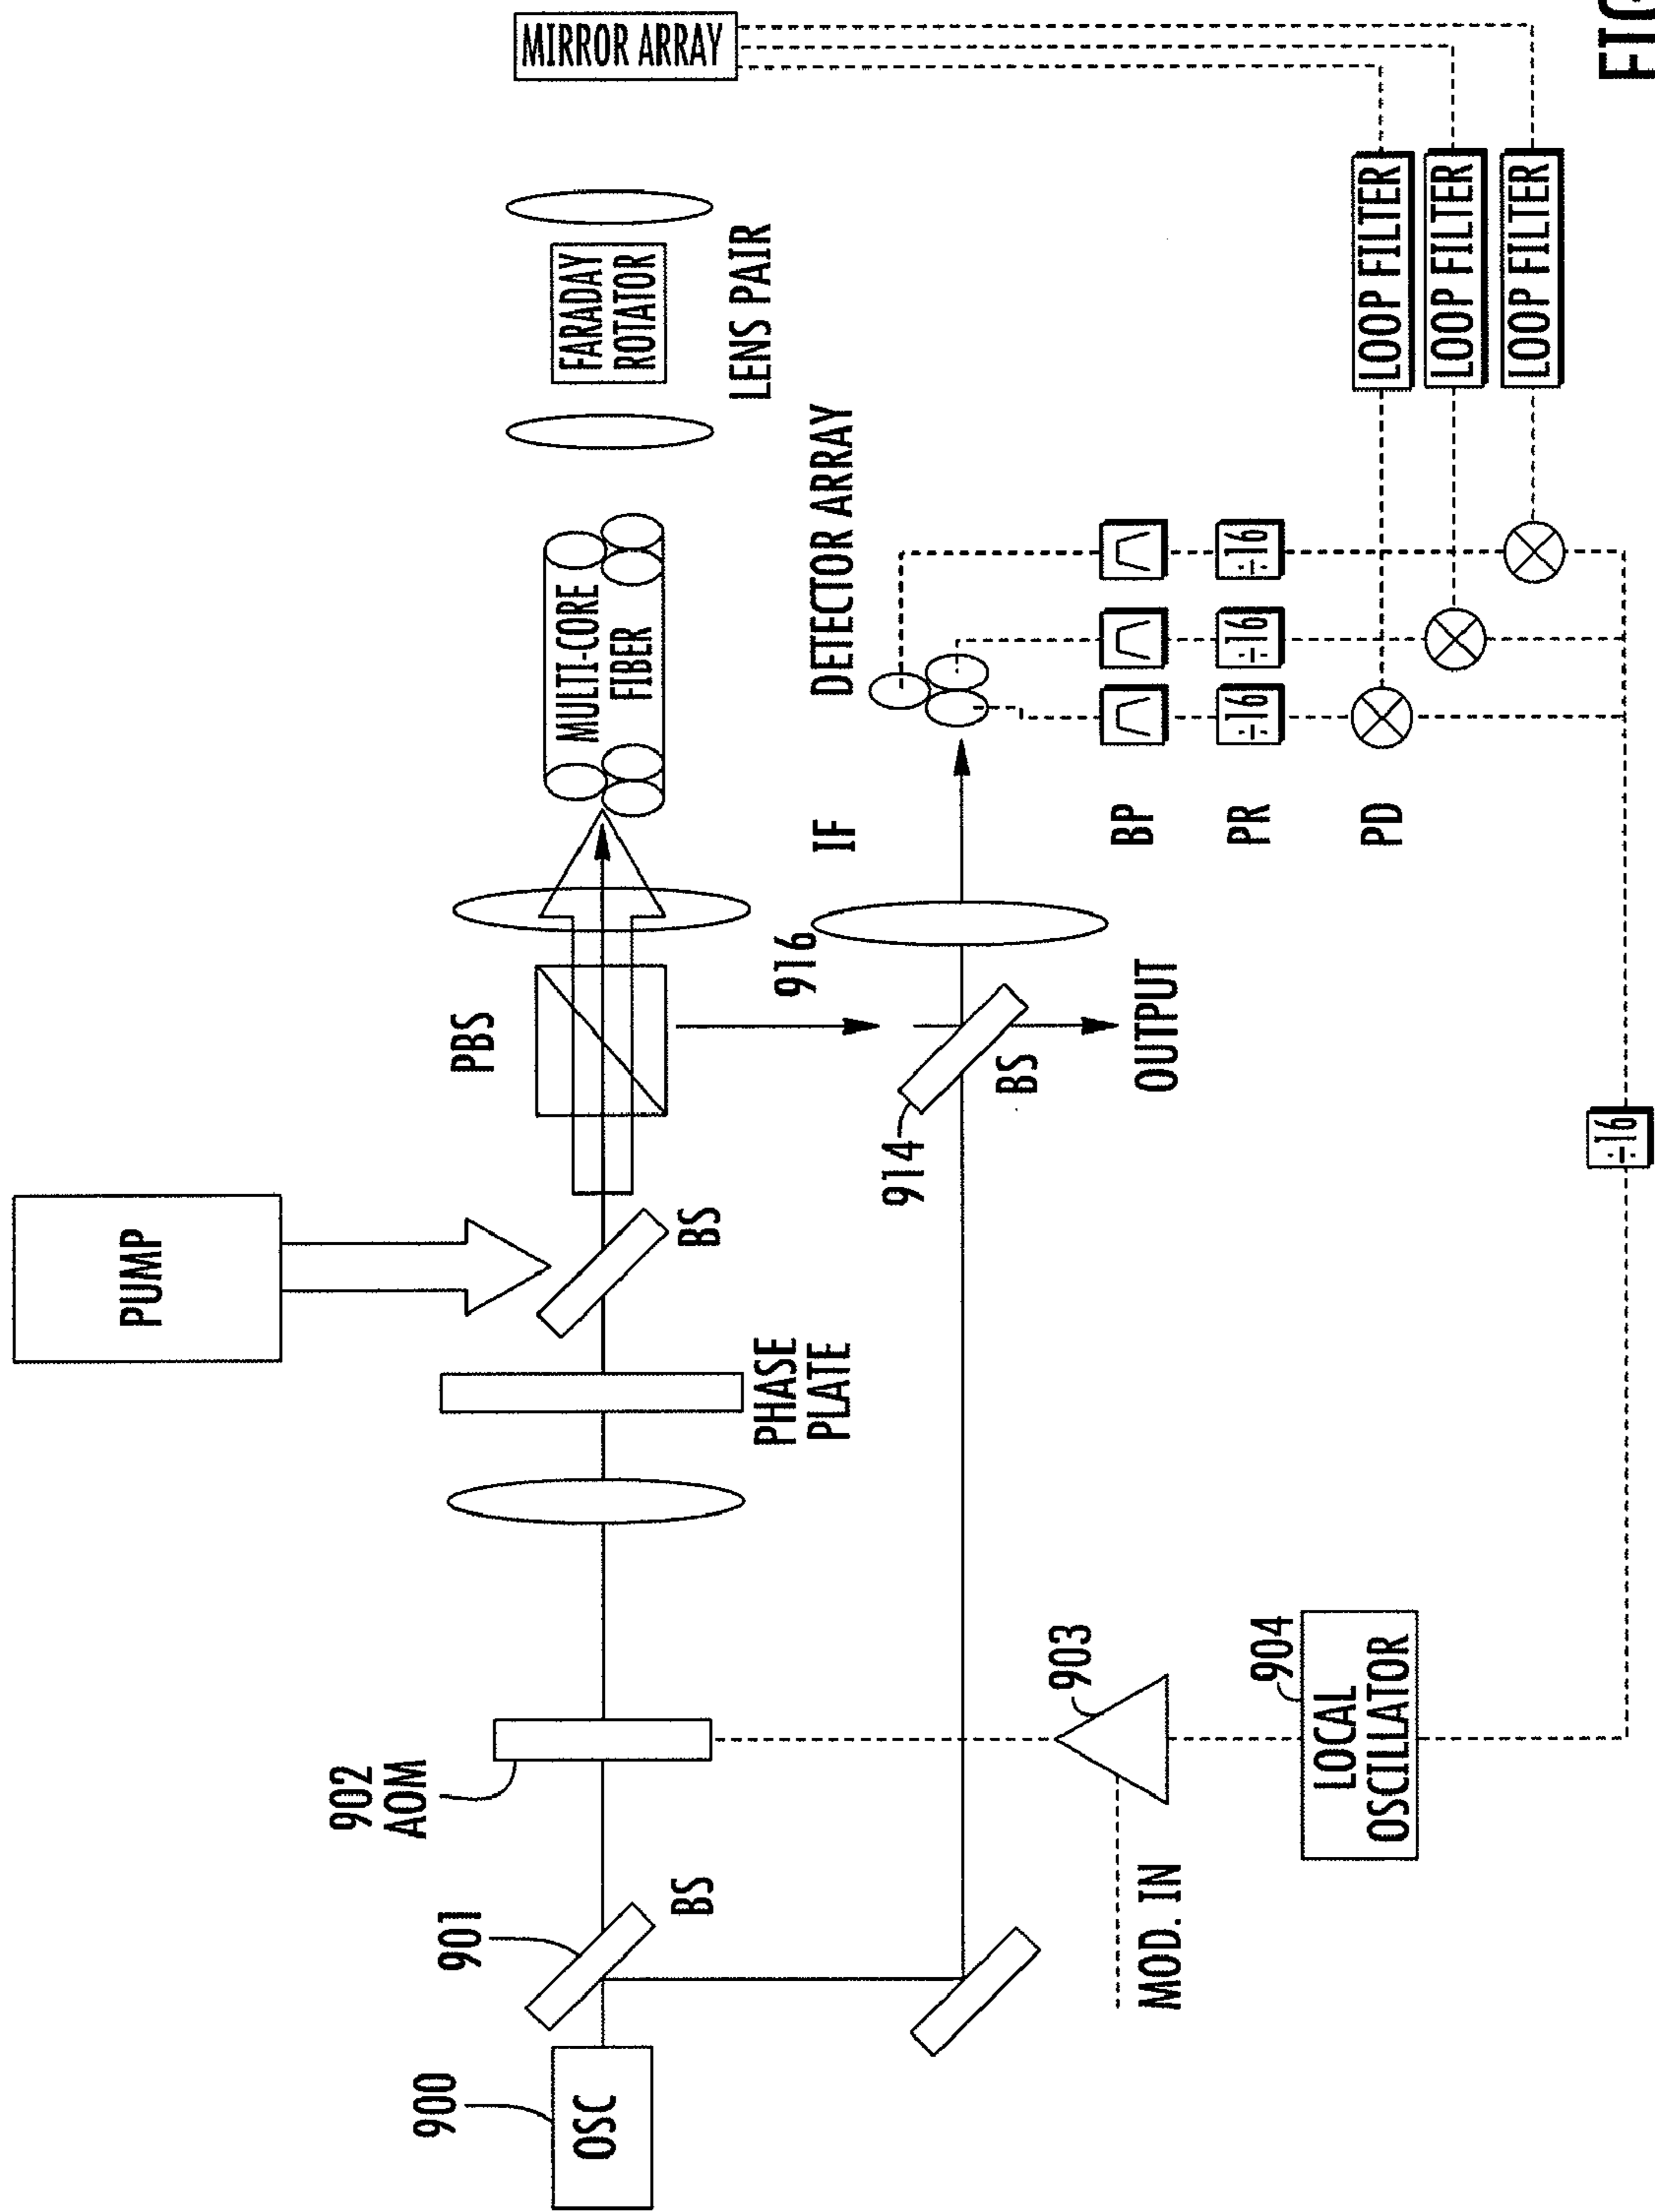 PUMP
MIRROR ARRAY
900
OSC
901
BS
902
AOM
PHASE
PLATE
BS
PBS
MULTI-CORE
FIBER
FARADAY
ROTATOR
LENS PAIR
916
IF
DETECTOR ARRAY
914
BS
OUTPUT
MOD. IN
903
904
LOCAL
OSCILLATOR
÷16
BP
PR
PD
÷16
÷16
÷16
LOOP FILTER
LOOP FILTER
LOOP FILTER